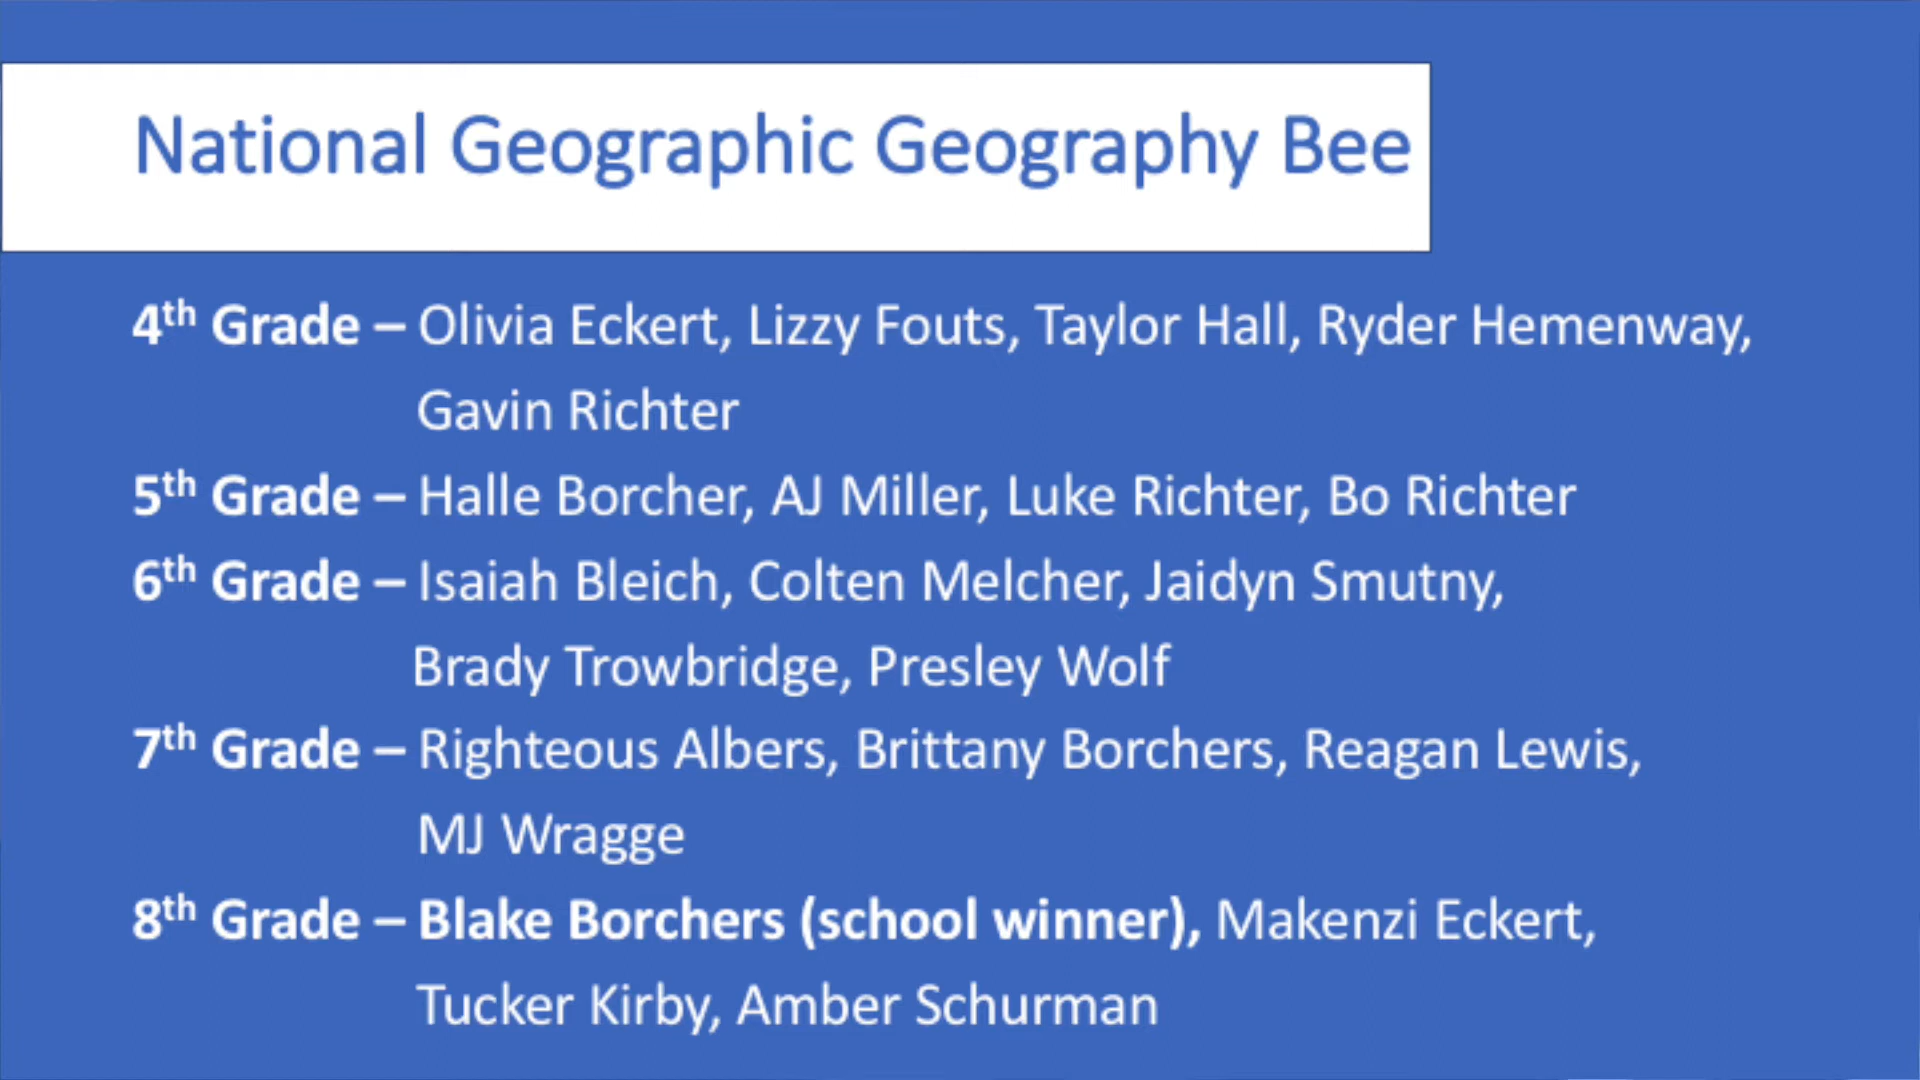 National Geographic Geography Bee
4th Grade – Olivia Eckert, Lizzy Fouts, Taylor Hall, Ryder Hemenway,
Gavin Richter
5th Grade – Halle Borcher, AJ Miller, Luke Richter, Bo Richter
6th Grade – Isaiah Bleich, Colten Melcher, Jaidyn Smutny,
Brady Trowbridge, Presley Wolf
7th Grade – Righteous Albers, Brittany Borchers, Reagan Lewis,
MJ Wragge
8th Grade – Blake Borchers (school winner), Makenzi Eckert,
Tucker Kirby, Amber Schurman